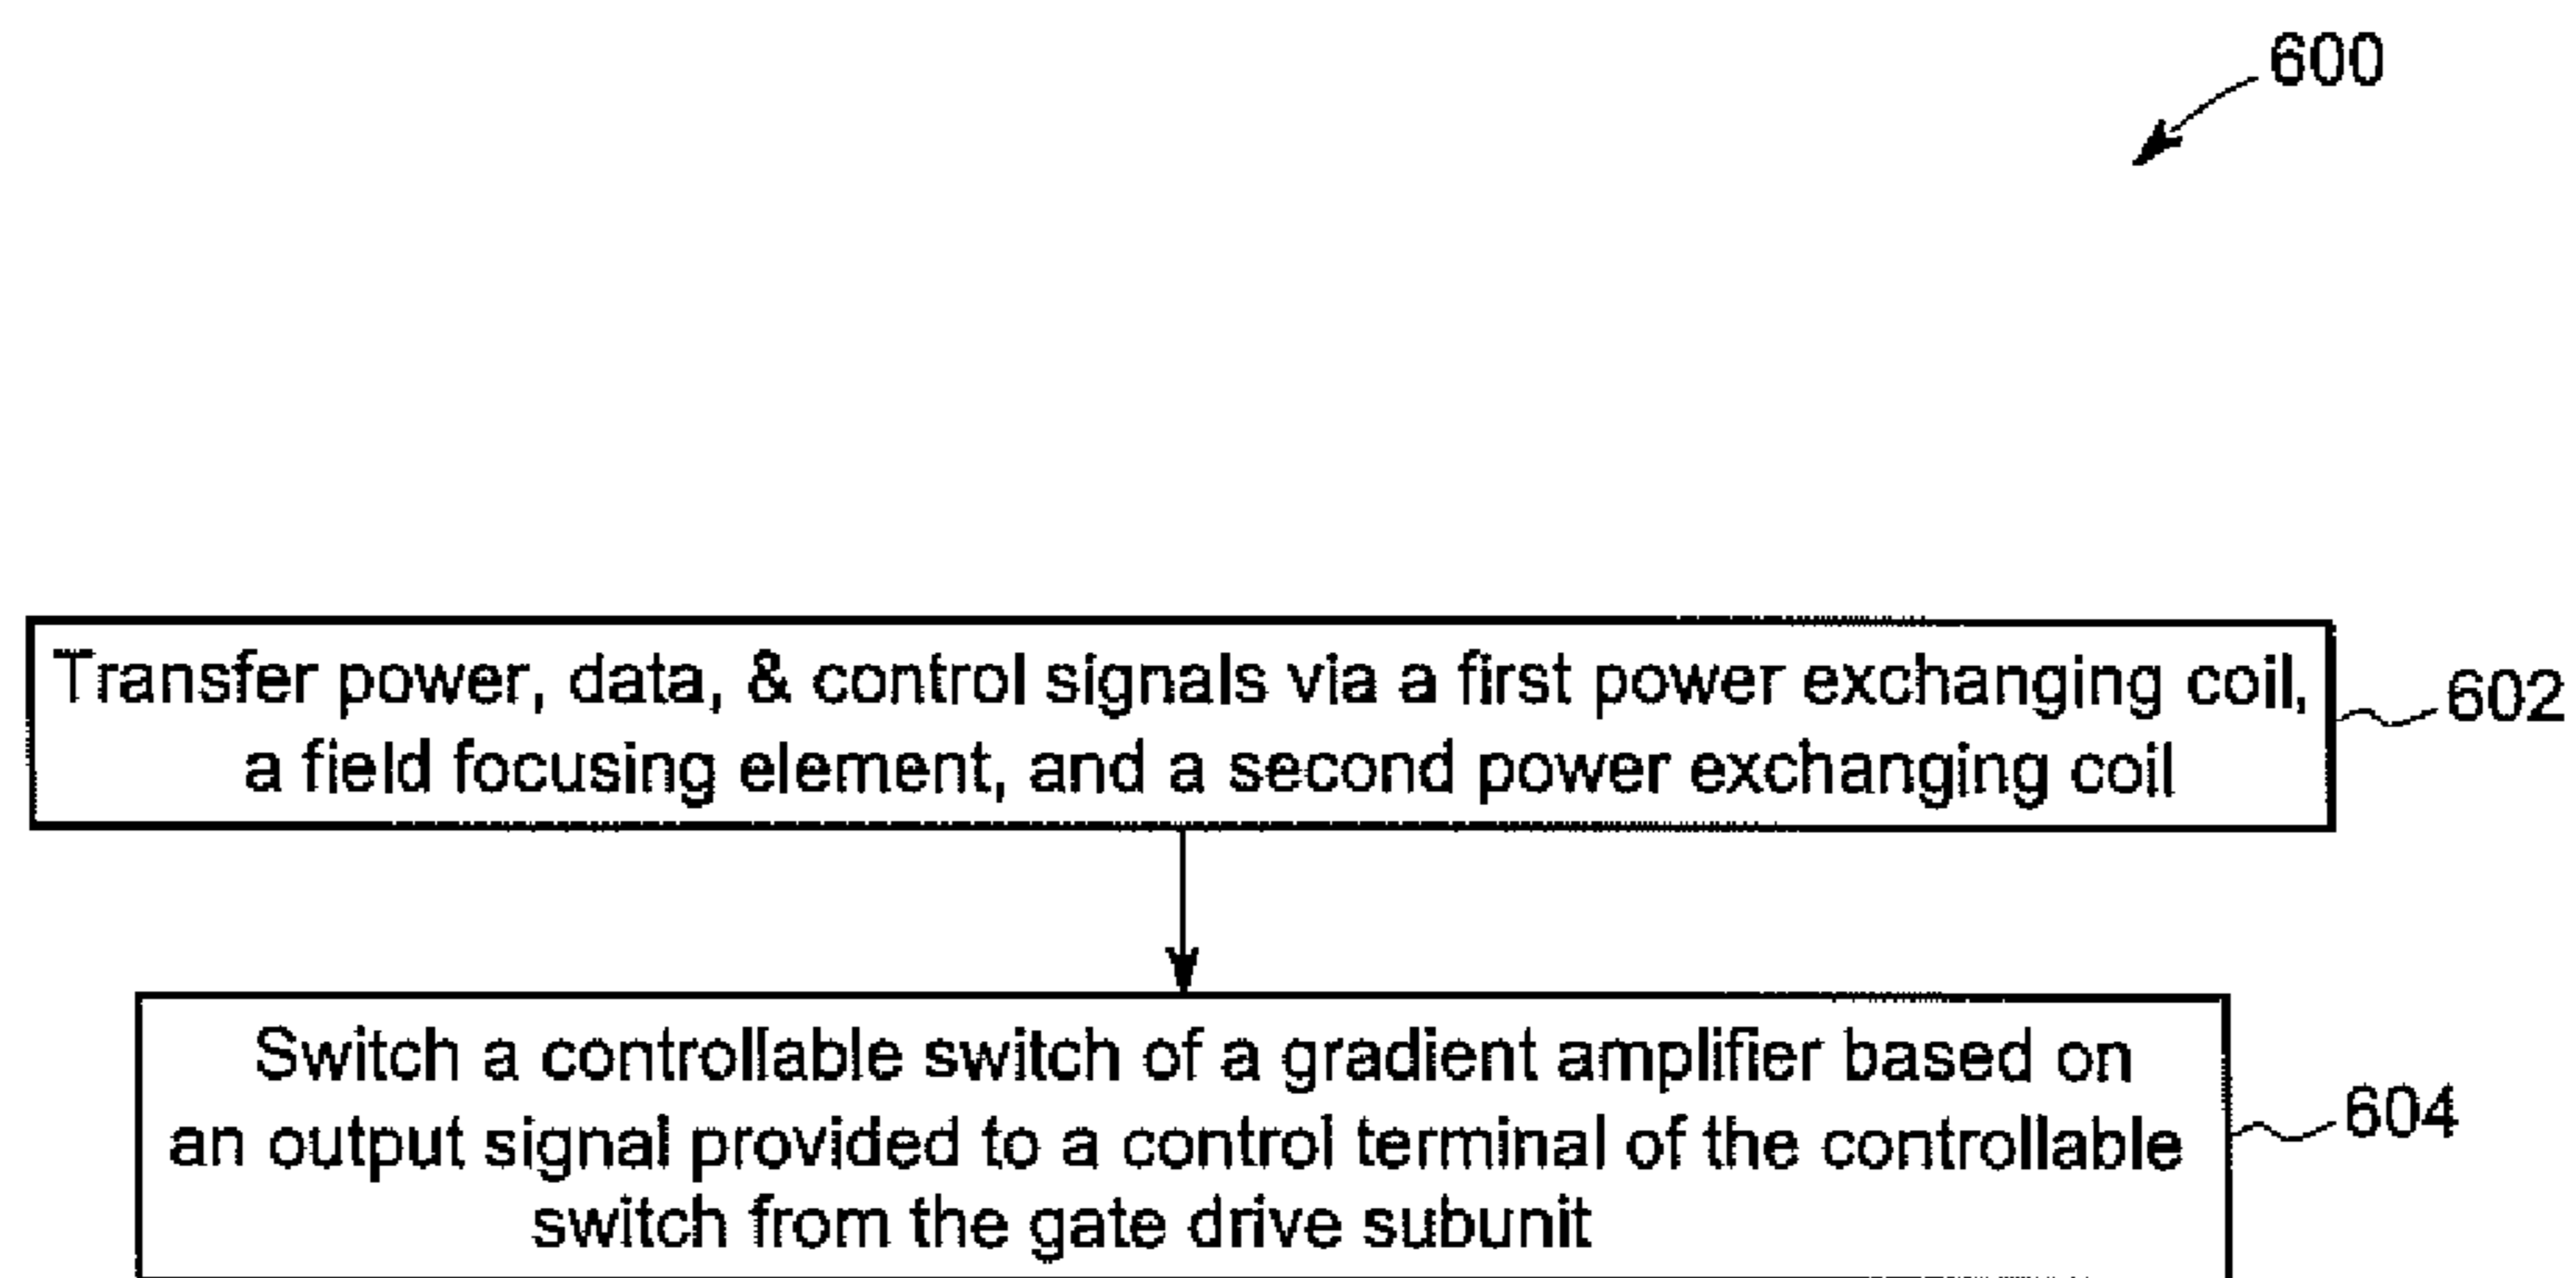 600
Transfer power, data, & control signals via a first power exchanging coil,
a field focusing element, and a second power exchanging coil
602
Switch a controllable switch of a gradient amplifier based on
an output signal provided to a control terminal of the controllable
switch from the gate drive subunit
604